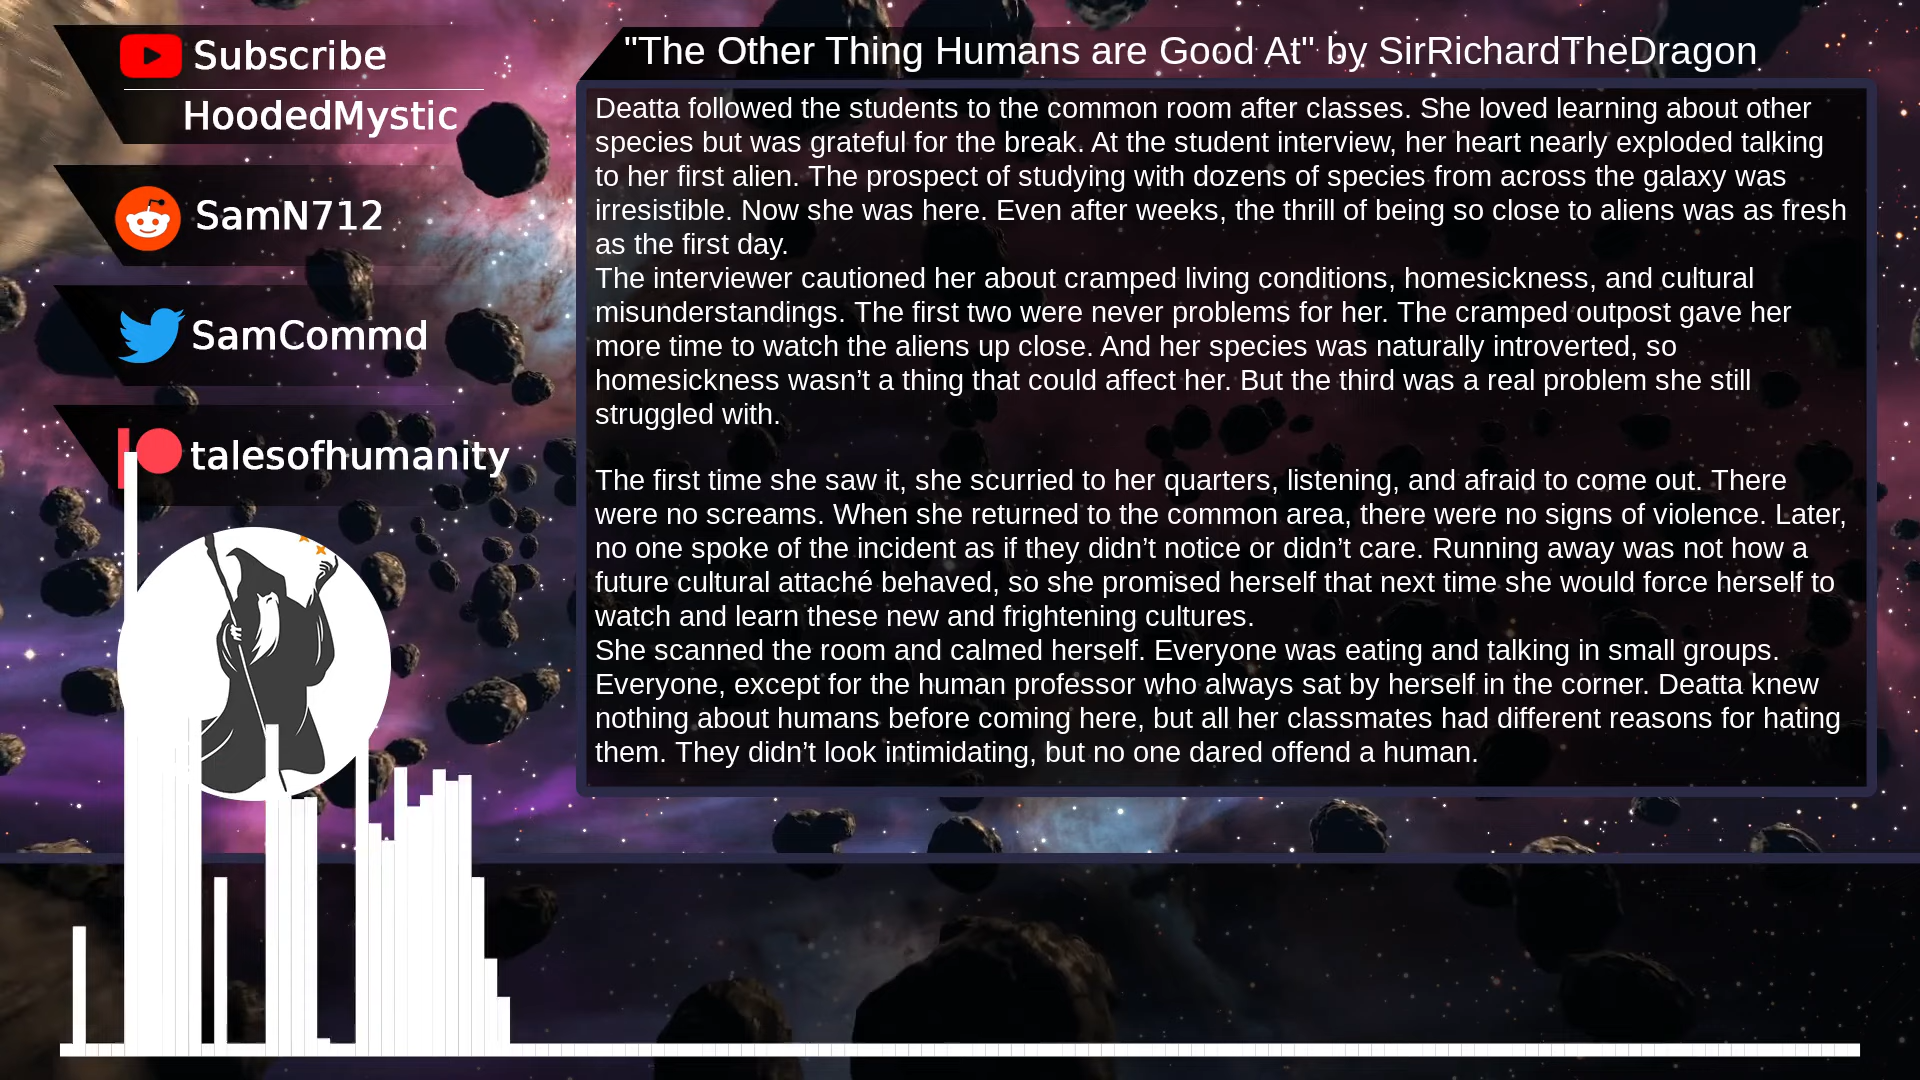 Subscribe
HoodedMystic
SamN712
SamCommd
talesofhumanity
"The Other Thing Humans are Good At" by SirRichardTheDragon
Deatta followed the students to the common room after classes. She loved learning about other
species but was grateful for the break. At the student interview, her heart nearly exploded talking
to her first alien. The prospect of studying with dozens of species from across the galaxy was
irresistible. Now she was here. Even after weeks, the thrill of being so close to aliens was as fresh
as the first day.
The interviewer cautioned her about cramped living conditions, homesickness, and cultural
misunderstandings. The first two were never problems for her. The cramped outpost gave her
more time to watch the aliens up close. And her species was naturally introverted, so
homesickness wasn’t a thing that could affect her. But the third was a real problem she still
struggled with.
The first time she saw it, she scurried to her quarters, listening, and afraid to come out. There
were no screams. When she returned to the common area, there were no signs of violence. Later,
no one spoke of the incident as if they didn’t notice or didn’t care. Running away was not how a
future cultural attaché behaved, so she promised herself that next time she would force herself to
watch and learn these new and frightening cultures.
She scanned the room and calmed herself. Everyone was eating and talking in small groups.
Everyone, except for the human professor who always sat by herself in the corner. Deatta knew
nothing about humans before coming here, but all her classmates had different reasons for hating
them. They didn’t look intimidating, but no one dared offend a human.